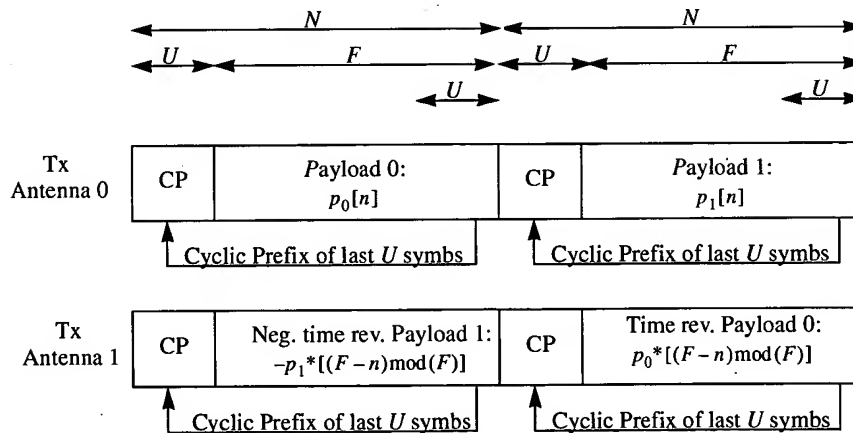 N N
U F U F
U U
Tx
Antenna 0
CP
Payload 0:
p₀[n]
CP
Payload 1:
p₁[n]
Cyclic Prefix of last U symbs
Cyclic Prefix of last U symbs
Tx
Antenna 1
CP
Neg. time rev. Payload 1:
−p₁*[(F−n)mod(F)]
CP
Time rev. Payload 0:
p₀*[(F−n)mod(F)]
Cyclic Prefix of last U symbs
Cyclic Prefix of last U symbs